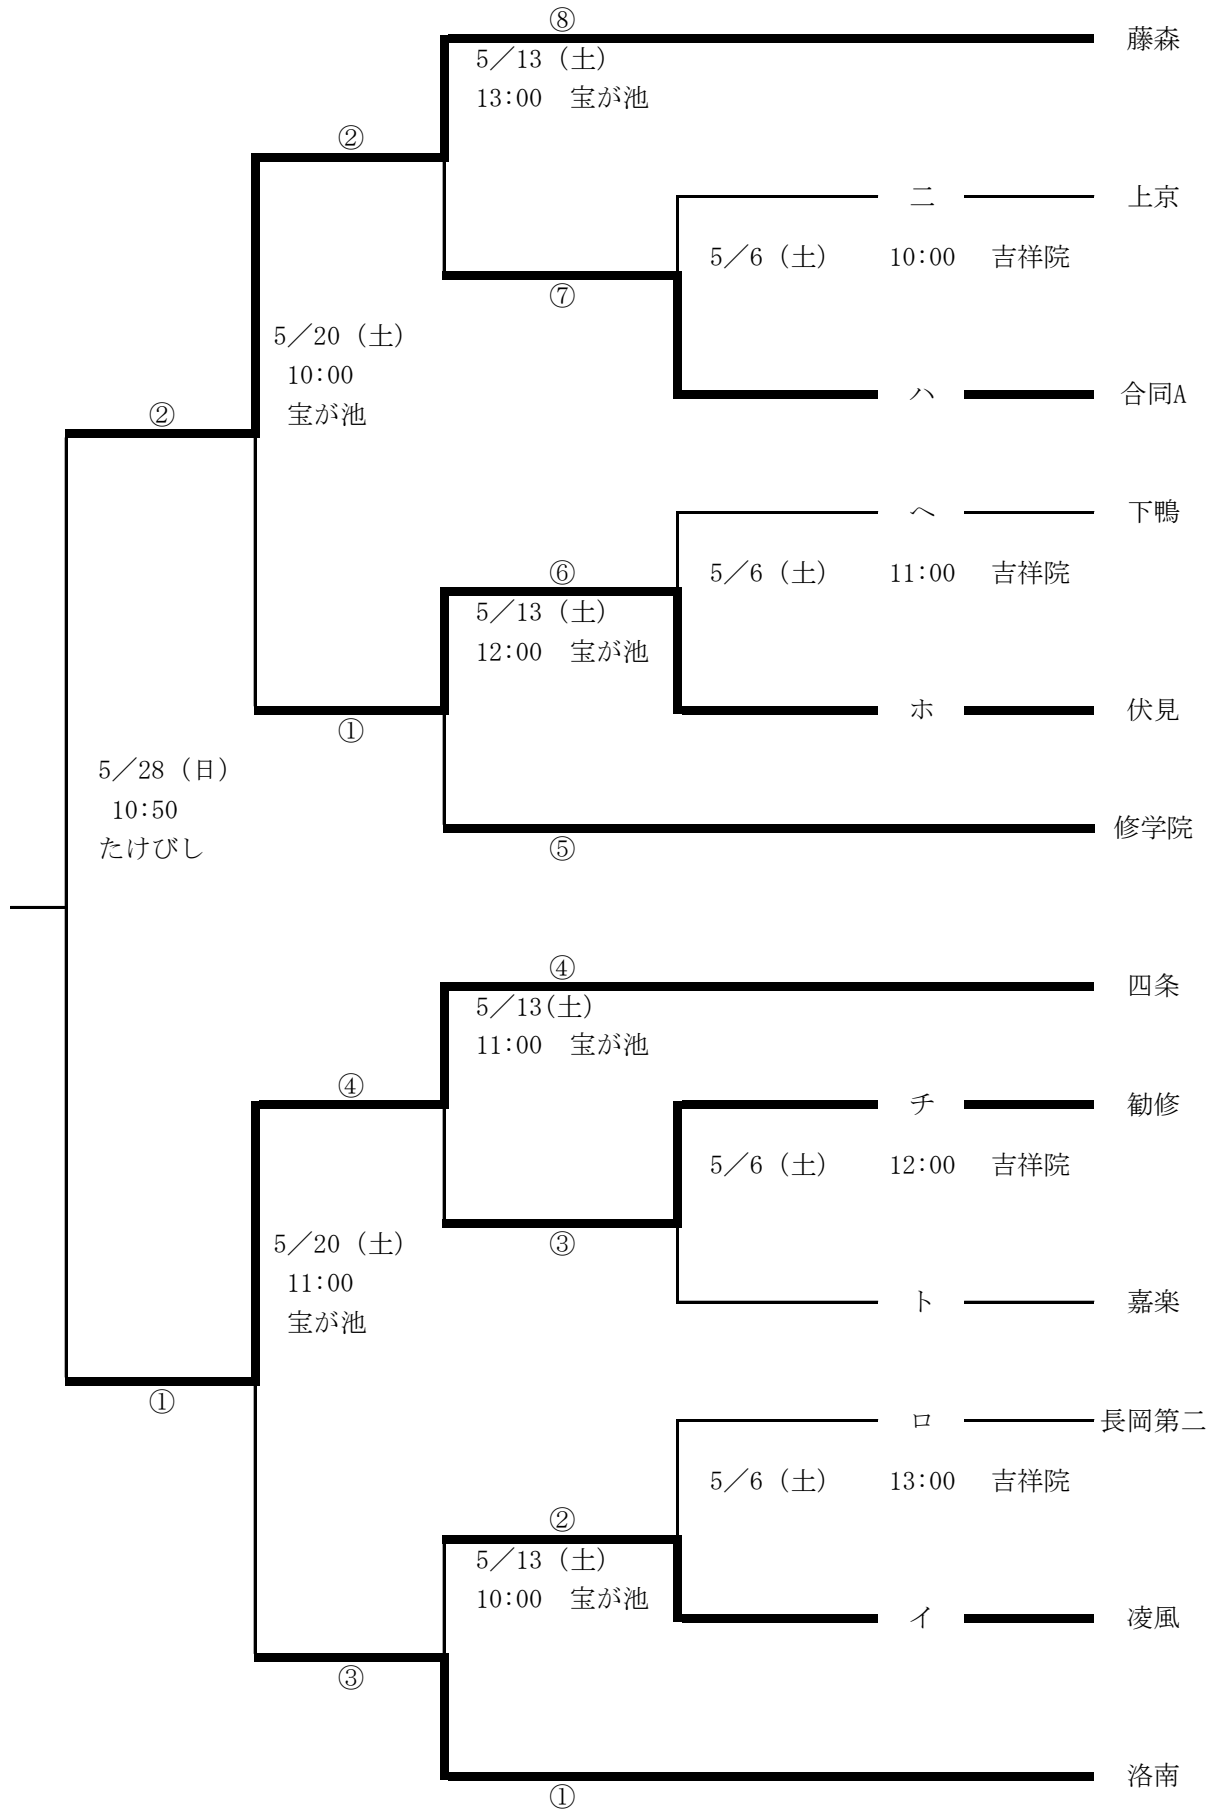 ⑧
藤森
5／13（土）
13:00　宝が池
②
二
上京
5／6（土）　10:00　吉祥院
⑦
5／20（土）
10:00
宝が池
ハ
合同A
②
ヘ
下鴨
⑥
5／6（土）　11:00　吉祥院
5／13（土）
12:00　宝が池
ホ
伏見
①
5／28（日）
10:50
たけびし
修学院
⑤
④
四条
5／13(土）
11:00　宝が池
④
チ
勧修
5／6（土）　12:00　吉祥院
5／20（土）
11:00
宝が池
③
ト
嘉楽
①
ロ
長岡第二
5／6（土）　13:00　吉祥院
②
5／13（土）
10:00　宝が池
イ
凌風
③
洛南
①